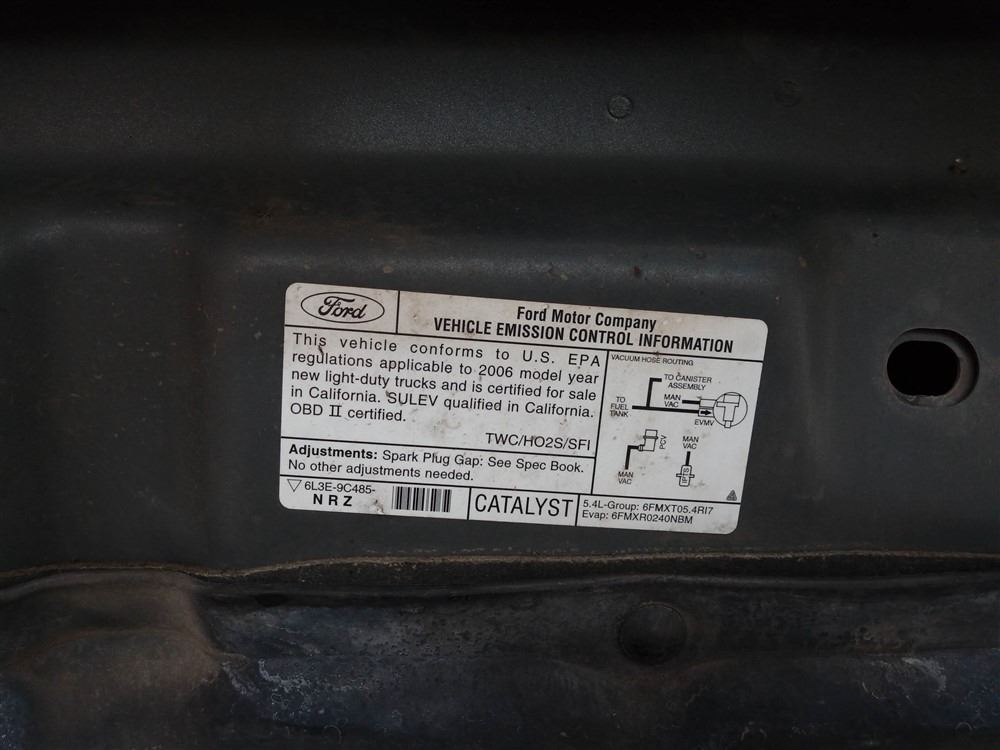 Ford
Ford Motor Company
VEHICLE EMISSION CONTROL INFORMATION
This vehicle conforms to U.S. EPA
regulations applicable to 2006 model year
new light-duty trucks and is certified for sale
in California. SULEV qualified in California.
OBD II certified.
TWC/HO2S/SFI
Adjustments: Spark Plug Gap: See Spec Book.
No other adjustments needed.
6L3E-9C485-
NRZ
CATALYST
VACUUM HOSE ROUTING
TO CANISTER
ASSEMBLY
TO
FUEL
TANK
MAN
VAC
EVMV
PCV
MAN
VAC
MAN
VAC
IPTS
5.4L-Group: 6FMXT05.4RI7
Evap: 6FMXR0240NBM